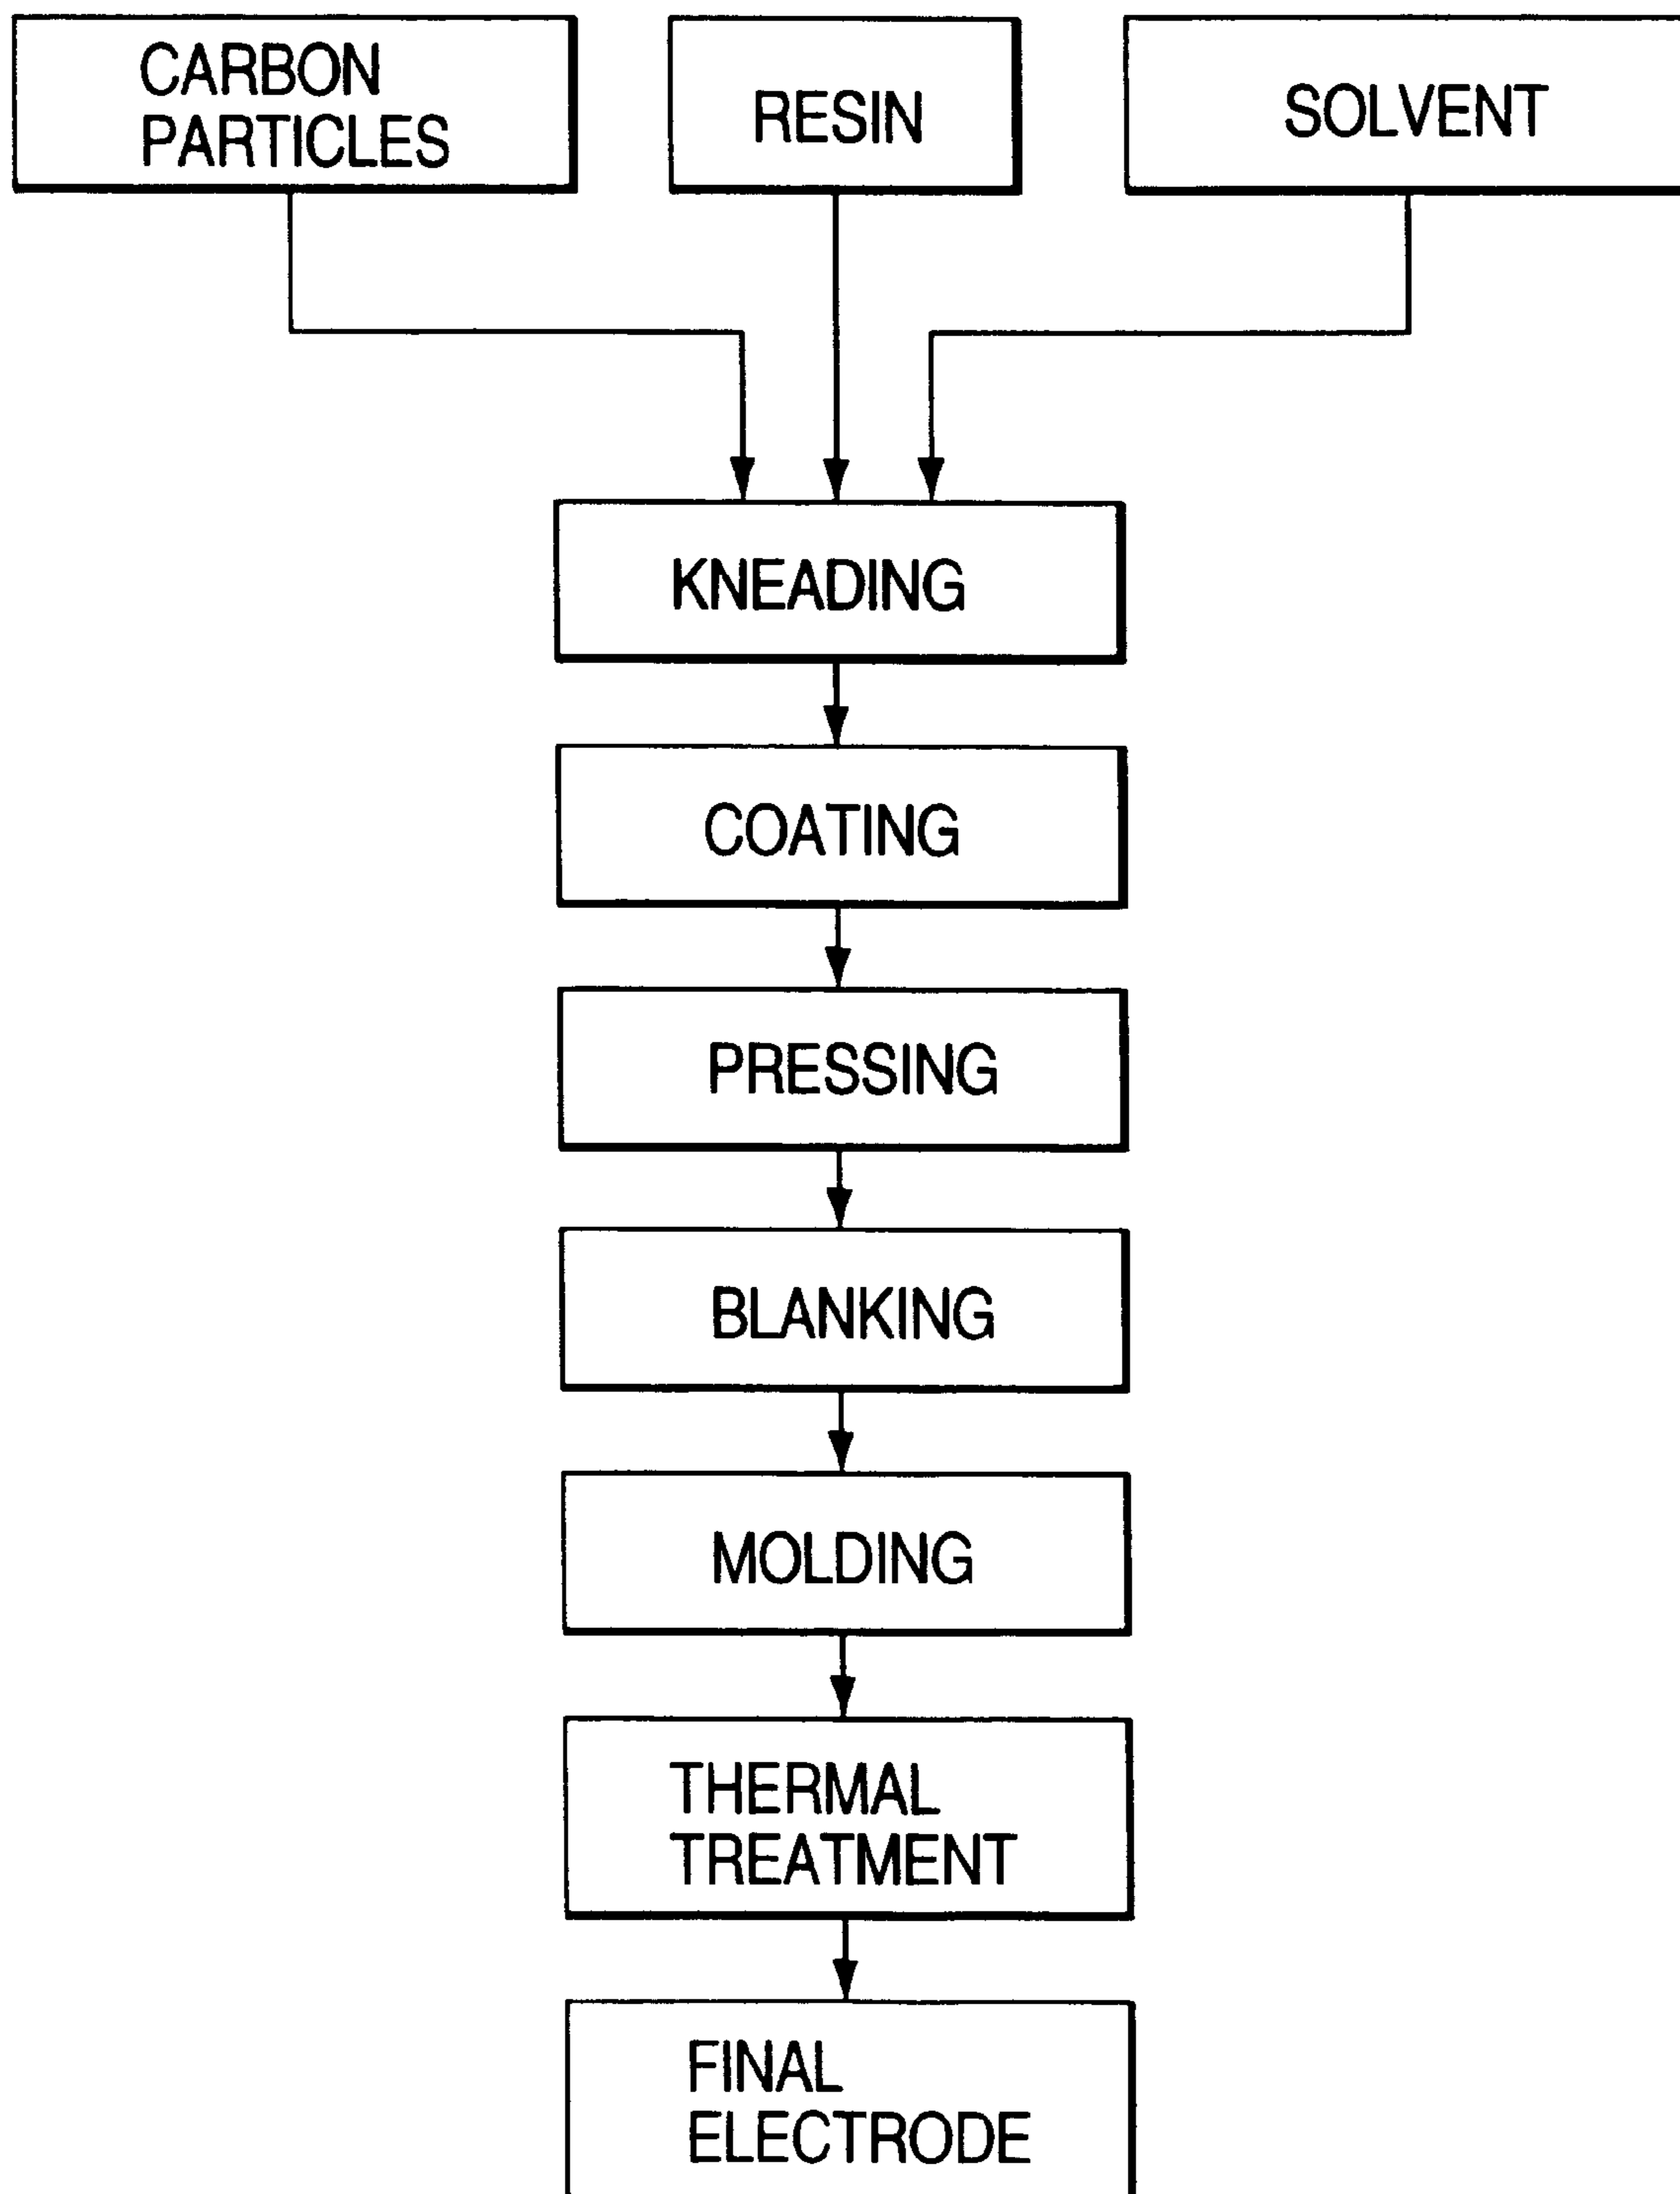 CARBON
PARTICLES
RESIN
SOLVENT
KNEADING
COATING
PRESSING
BLANKING
MOLDING
THERMAL
TREATMENT
FINAL
ELECTRODE